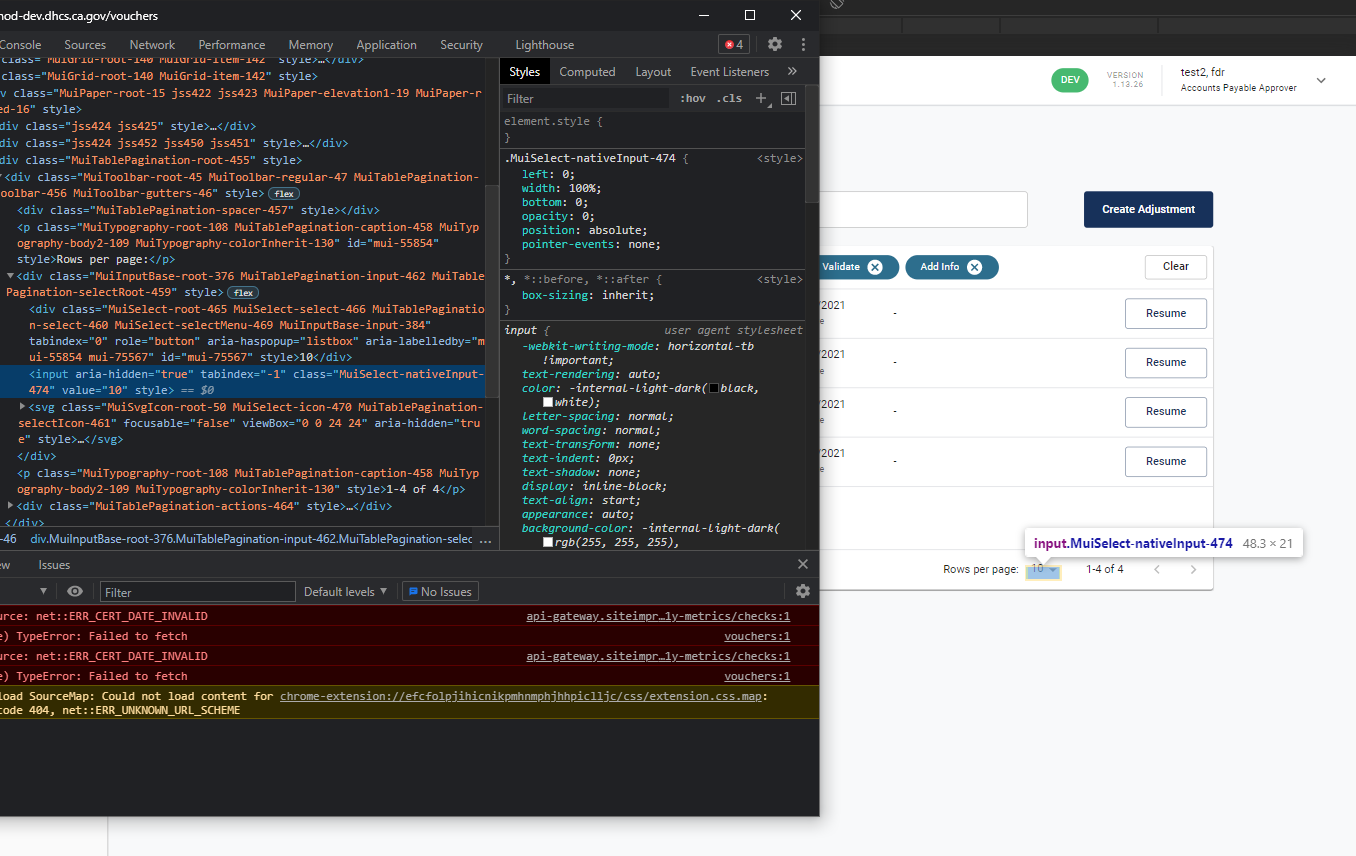 nod-dev.dhcs.ca.gov/vouchers
Console Sources Network Performance Memory Application Security Lighthouse 4
class="MuiGrid-root-140 MuiGrid-item-142" style>…</div>
class="MuiGrid-root-140 MuiGrid-item-142" style>
v class="MuiPaper-root-15 jss422 jss423 MuiPaper-elevation1-19 MuiPaper-r
ed-16" style>
div class="jss424 jss425" style>…</div>
div class="jss424 jss452 jss450 jss451" style>…</div>
div class="MuiTablePagination-root-455" style>
<div class="MuiToolbar-root-45 MuiToolbar-regular-47 MuiTablePagination-
oolbar-456 MuiToolbar-gutters-46" style> flex
<div class="MuiTablePagination-spacer-457" style></div>
<p class="MuiTypography-root-108 MuiTablePagination-caption-458 MuiTyp
ography-body2-109 MuiTypography-colorInherit-130" id="mui-55854"
style>Rows per page:</p>
<div class="MuiInputBase-root-376 MuiTablePagination-input-462 MuiTable
Pagination-selectRoot-459" style> flex
<div class="MuiSelect-root-465 MuiSelect-select-466 MuiTablePaginatio
n-select-460 MuiSelect-selectMenu-469 MuiInputBase-input-384"
tabindex="0" role="button" aria-haspopup="listbox" aria-labelledby="m
ui-55854 mui-75567" id="mui-75567" style>10</div>
<input aria-hidden="true" tabindex="-1" class="MuiSelect-nativeInput-
474" value="10" style> == $0
<svg class="MuiSvgIcon-root-50 MuiSelect-icon-470 MuiTablePagination-
selectIcon-461" focusable="false" viewBox="0 0 24 24" aria-hidden="tru
e" style>…</svg>
</div>
<p class="MuiTypography-root-108 MuiTablePagination-caption-458 MuiTyp
ography-body2-109 MuiTypography-colorInherit-130" style>1-4 of 4</p>
<div class="MuiTablePagination-actions-464" style>…</div>
</div>
-46 div.MuiInputBase-root-376.MuiTablePagination-input-462.MuiTablePagination-selec ...
Styles Computed Layout Event Listeners »
Filter :hov .cls +
element.style {
}
.MuiSelect-nativeInput-474 { <style>
left: 0;
width: 100%;
bottom: 0;
opacity: 0;
position: absolute;
pointer-events: none;
}
*, *::before, *::after { <style>
box-sizing: inherit;
}
input { user agent stylesheet
-webkit-writing-mode: horizontal-tb
!important;
text-rendering: auto;
color: -internal-light-dark( black,
white);
letter-spacing: normal;
word-spacing: normal;
text-transform: none;
text-indent: 0px;
text-shadow: none;
display: inline-block;
text-align: start;
appearance: auto;
background-color: -internal-light-dark(
rgb(255, 255, 255),
ew Issues
Filter Default levels ▼ No Issues
urce: net::ERR_CERT_DATE_INVALID api-gateway.siteimpr…ly-metrics/checks:1
e) TypeError: Failed to fetch vouchers:1
urce: net::ERR_CERT_DATE_INVALID api-gateway.siteimpr…ly-metrics/checks:1
e) TypeError: Failed to fetch vouchers:1
load SourceMap: Could not load content for chrome-extension://efcfolpjihicnikpmhnmphjhhpiclljc/css/extension.css.map:
code 404, net::ERR_UNKNOWN_URL_SCHEME
DEV
VERSION
1.13.26
test2, fdr
Accounts Payable Approver
Create Adjustment
Validate Add Info Clear
/2021 - Resume
e
/2021 - Resume
e
/2021 - Resume
e
/2021 - Resume
e
input.MuiSelect-nativeInput-474 48.3 × 21
Rows per page: 10 1-4 of 4